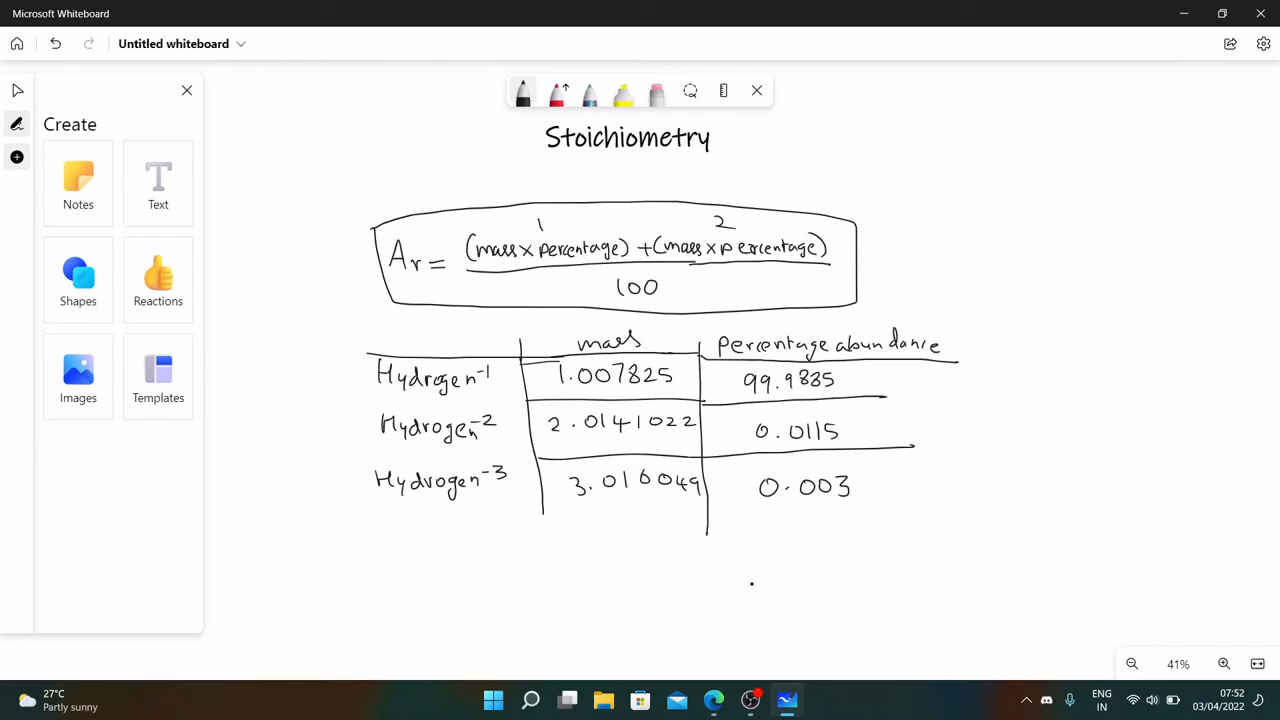 Microsoft Whiteboard
Untitled whiteboard
Create
Notes
Text
Shapes
Reactions
Images
Templates
Stoichiometry
1 2
Ar = (mass x percentage) + (mass x percentage)
100
mass percentage abundance
Hydrogen-1 1.007825 99.9885
Hydrogen-2 2.0141022 0.0115
Hydrogen-3 3.016049 0.003
41%
27°C
Partly sunny
ENG
IN
07:52
03/04/2022